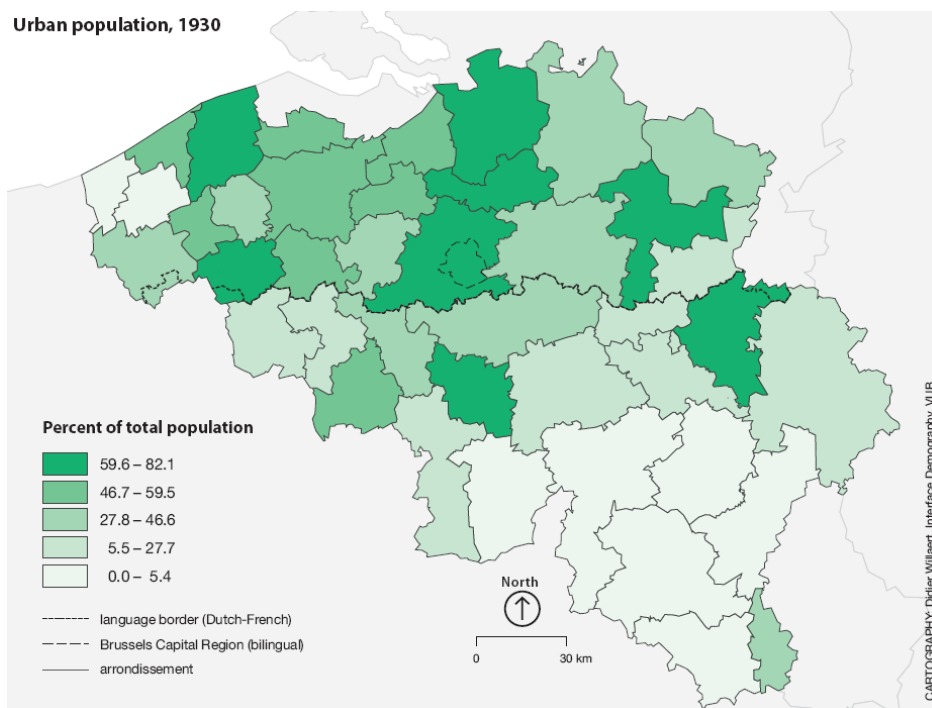 Urban population, 1930
Percent of total population
59.6 – 82.1
46.7 – 59.5
27.8 – 46.6
5.5 – 27.7
0.0 – 5.4
language border (Dutch-French)
Brussels Capital Region (bilingual)
arrondissement
North
0 30 km
CARTOGRAPHY: Didier Willaert, Interface Demography, VUB